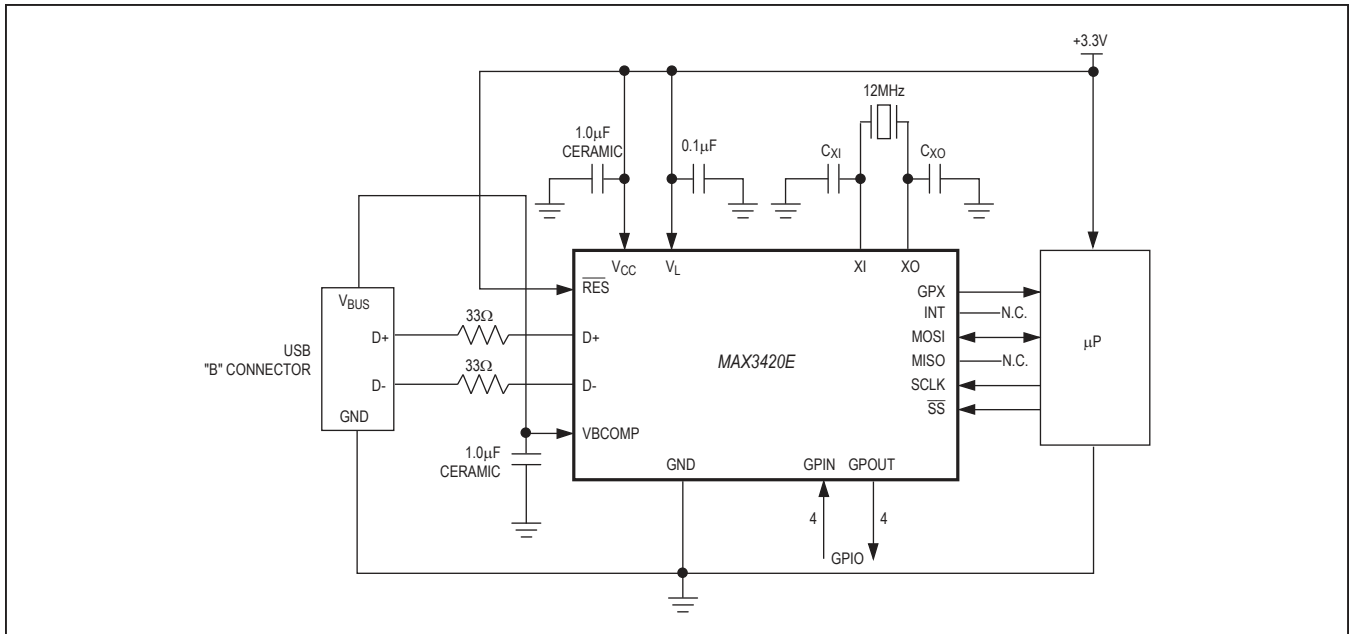 +3.3V
12MHz
1.0μF
CERAMIC
0.1μF
CXI
CXO
VCC
VL
XI
XO
RES
VBUS
D+
D-
GND
USB
"B" CONNECTOR
33Ω
33Ω
D+
D-
VBCOMP
1.0μF
CERAMIC
MAX3420E
GPX
INT
N.C.
MOSI
MISO
N.C.
SCLK
SS
μP
GND
GPIN
GPOUT
4
4
GPIO